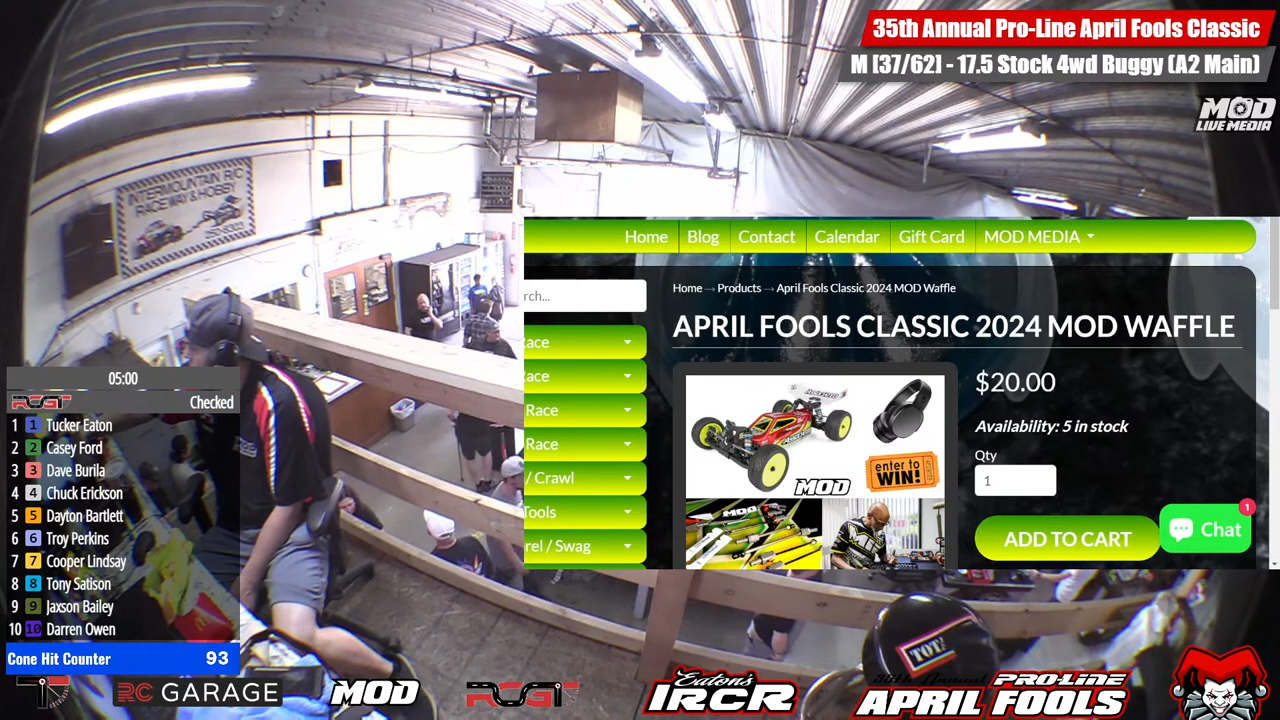 35th Annual Pro-Line April Fools Classic
M [37/62] - 17.5 Stock 4wd Buggy (A2 Main)
MOD
LIVE MEDIA
INTERMOUNTAIN R/C
RACEWAY & HOBBY
Home Blog Contact Calendar Gift Card MOD MEDIA
rch...
Race
Race
Race
Race
/ Crawl
Tools
rel / Swag
Home → Products → April Fools Classic 2024 MOD Waffle
APRIL FOOLS CLASSIC 2024 MOD WAFFLE
$20.00
Availability: 5 in stock
Qty
1
ADD TO CART
1
Chat
enter to
WIN!
MOD
05:00
RCGT Checked
1 1 Tucker Eaton
2 2 Casey Ford
3 3 Dave Burila
4 4 Chuck Erickson
5 5 Dayton Bartlett
6 6 Troy Perkins
7 7 Cooper Lindsay
8 8 Tony Satison
9 9 Jaxson Bailey
10 10 Darren Owen
Cone Hit Counter 93
RC GARAGE
MOD
RCGT
Eaton's
IRCR
35th Annual PRO-LINE
APRIL FOOLS